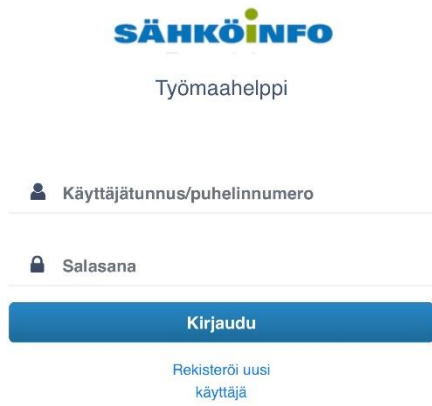 SÄHKÖINFO
Työmaahelppi
Käyttäjätunnus/puhelinnumero
Salasana
Kirjaudu
Rekisteröi uusi
käyttäjä